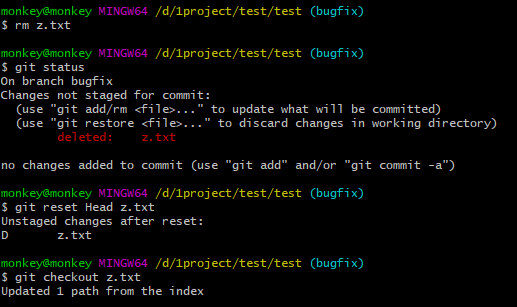 monkey@monkey MINGW64 /d/1project/test/test (bugfix)
$ rm z.txt
monkey@monkey MINGW64 /d/1project/test/test (bugfix)
$ git status
On branch bugfix
Changes not staged for commit:
  (use "git add/rm <file>..." to update what will be committed)
  (use "git restore <file>..." to discard changes in working directory)
        deleted:    z.txt
no changes added to commit (use "git add" and/or "git commit -a")
monkey@monkey MINGW64 /d/1project/test/test (bugfix)
$ git reset Head z.txt
Unstaged changes after reset:
D       z.txt
monkey@monkey MINGW64 /d/1project/test/test (bugfix)
$ git checkout z.txt
Updated 1 path from the index